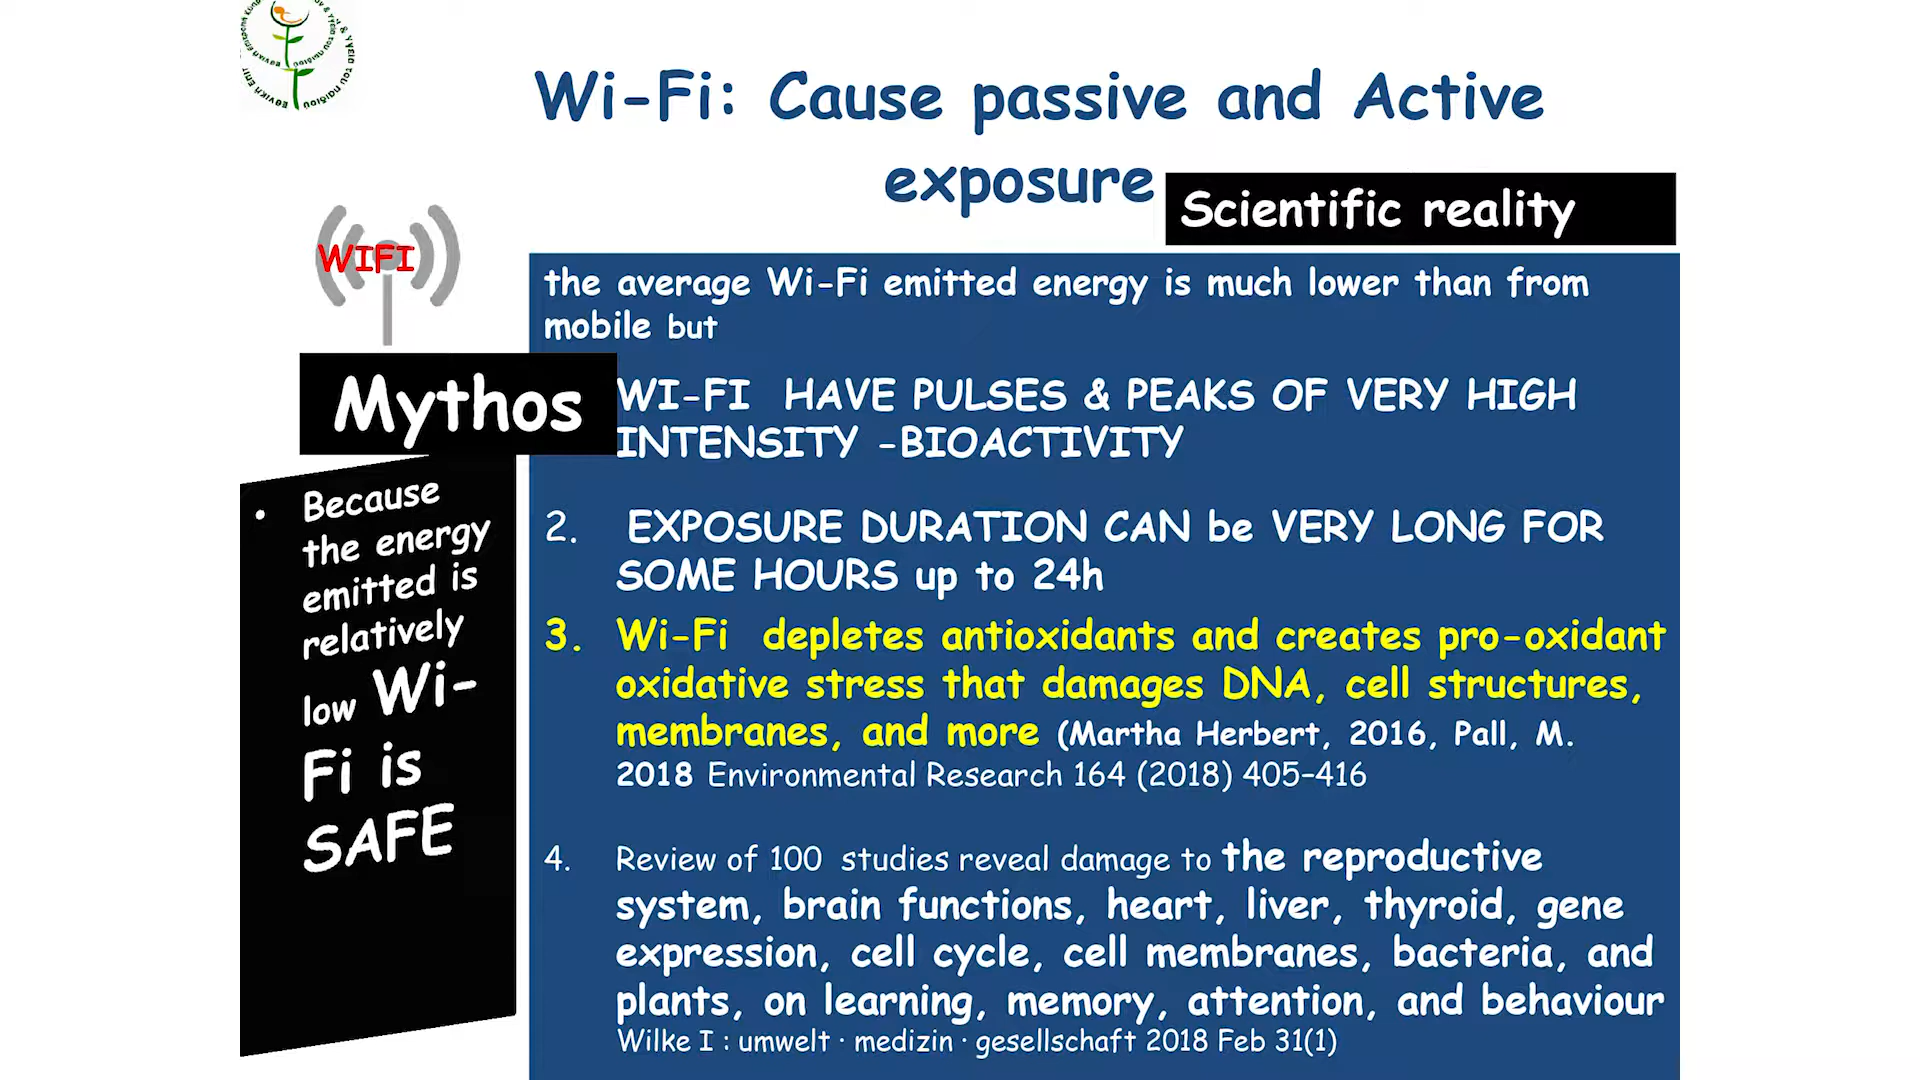 Wi-Fi: Cause passive and Active
exposure
Scientific reality
WIFI
Mythos
• Because
the energy
emitted is
relatively
low Wi-
Fi is
SAFE
the average Wi-Fi emitted energy is much lower than from
mobile but
WI-FI HAVE PULSES & PEAKS OF VERY HIGH
INTENSITY -BIOACTIVITY
2. EXPOSURE DURATION CAN be VERY LONG FOR
SOME HOURS up to 24h
3. Wi-Fi depletes antioxidants and creates pro-oxidant
oxidative stress that damages DNA, cell structures,
membranes, and more (Martha Herbert, 2016, Pall, M.
2018 Environmental Research 164 (2018) 405–416
4. Review of 100 studies reveal damage to the reproductive
system, brain functions, heart, liver, thyroid, gene
expression, cell cycle, cell membranes, bacteria, and
plants, on learning, memory, attention, and behaviour
Wilke I : umwelt · medizin · gesellschaft 2018 Feb 31(1)